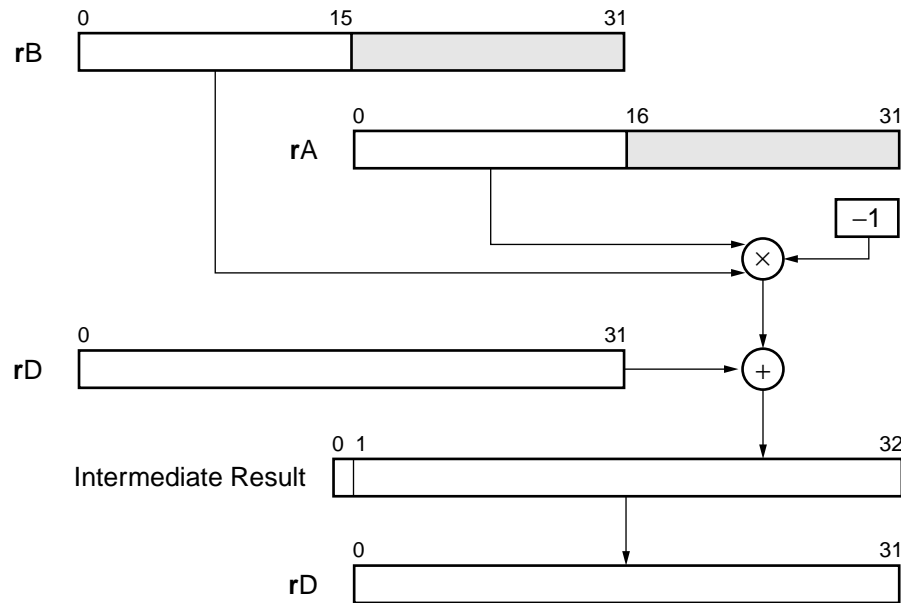 0 15 31
rB
0 16 31
rA
−1
×
0 31
rD
+
0 1 32
Intermediate Result
0 31
rD